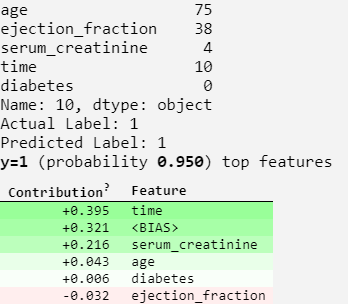 age 75
ejection_fraction 38
serum_creatinine 4
time 10
diabetes 0
Name: 10, dtype: object
Actual Label: 1
Predicted Label: 1
y=1 (probability 0.950) top features
Contribution? Feature
+0.395 time
+0.321 <BIAS>
+0.216 serum_creatinine
+0.043 age
+0.006 diabetes
-0.032 ejection_fraction